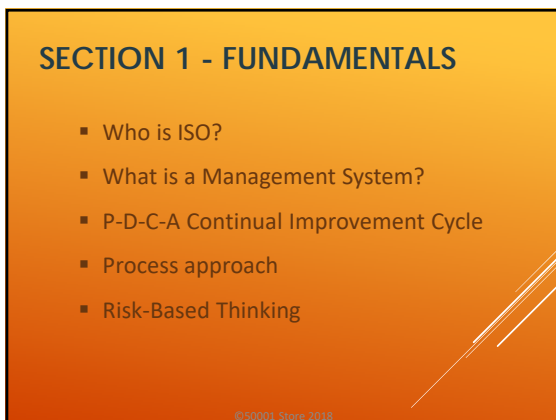 SECTION 1 - FUNDAMENTALS
▪ Who is ISO?
▪ What is a Management System?
▪ P-D-C-A Continual Improvement Cycle
▪ Process approach
▪ Risk-Based Thinking
©50001 Store 2018